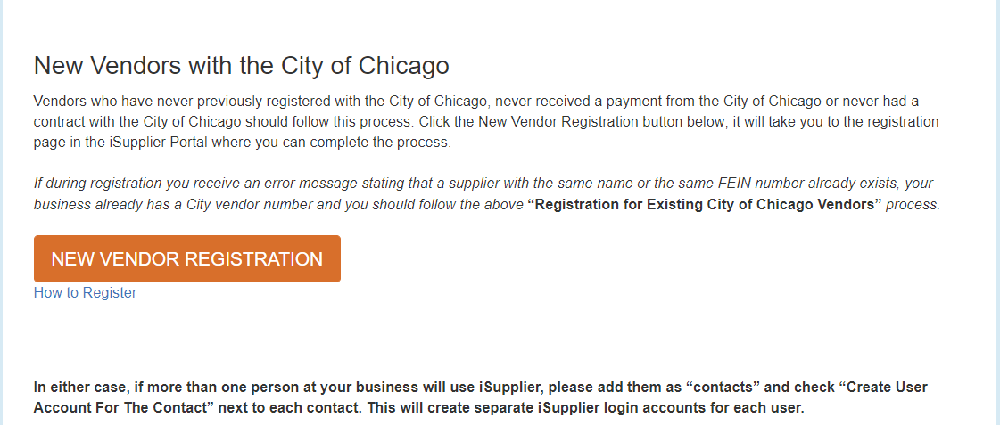 New Vendors with the City of Chicago
Vendors who have never previously registered with the City of Chicago, never received a payment from the City of Chicago or never had a
contract with the City of Chicago should follow this process. Click the New Vendor Registration button below; it will take you to the registration
page in the iSupplier Portal where you can complete the process.
If during registration you receive an error message stating that a supplier with the same name or the same FEIN number already exists, your
business already has a City vendor number and you should follow the above “Registration for Existing City of Chicago Vendors” process.
NEW VENDOR REGISTRATION
How to Register
In either case, if more than one person at your business will use iSupplier, please add them as “contacts” and check “Create User
Account For The Contact” next to each contact. This will create separate iSupplier login accounts for each user.